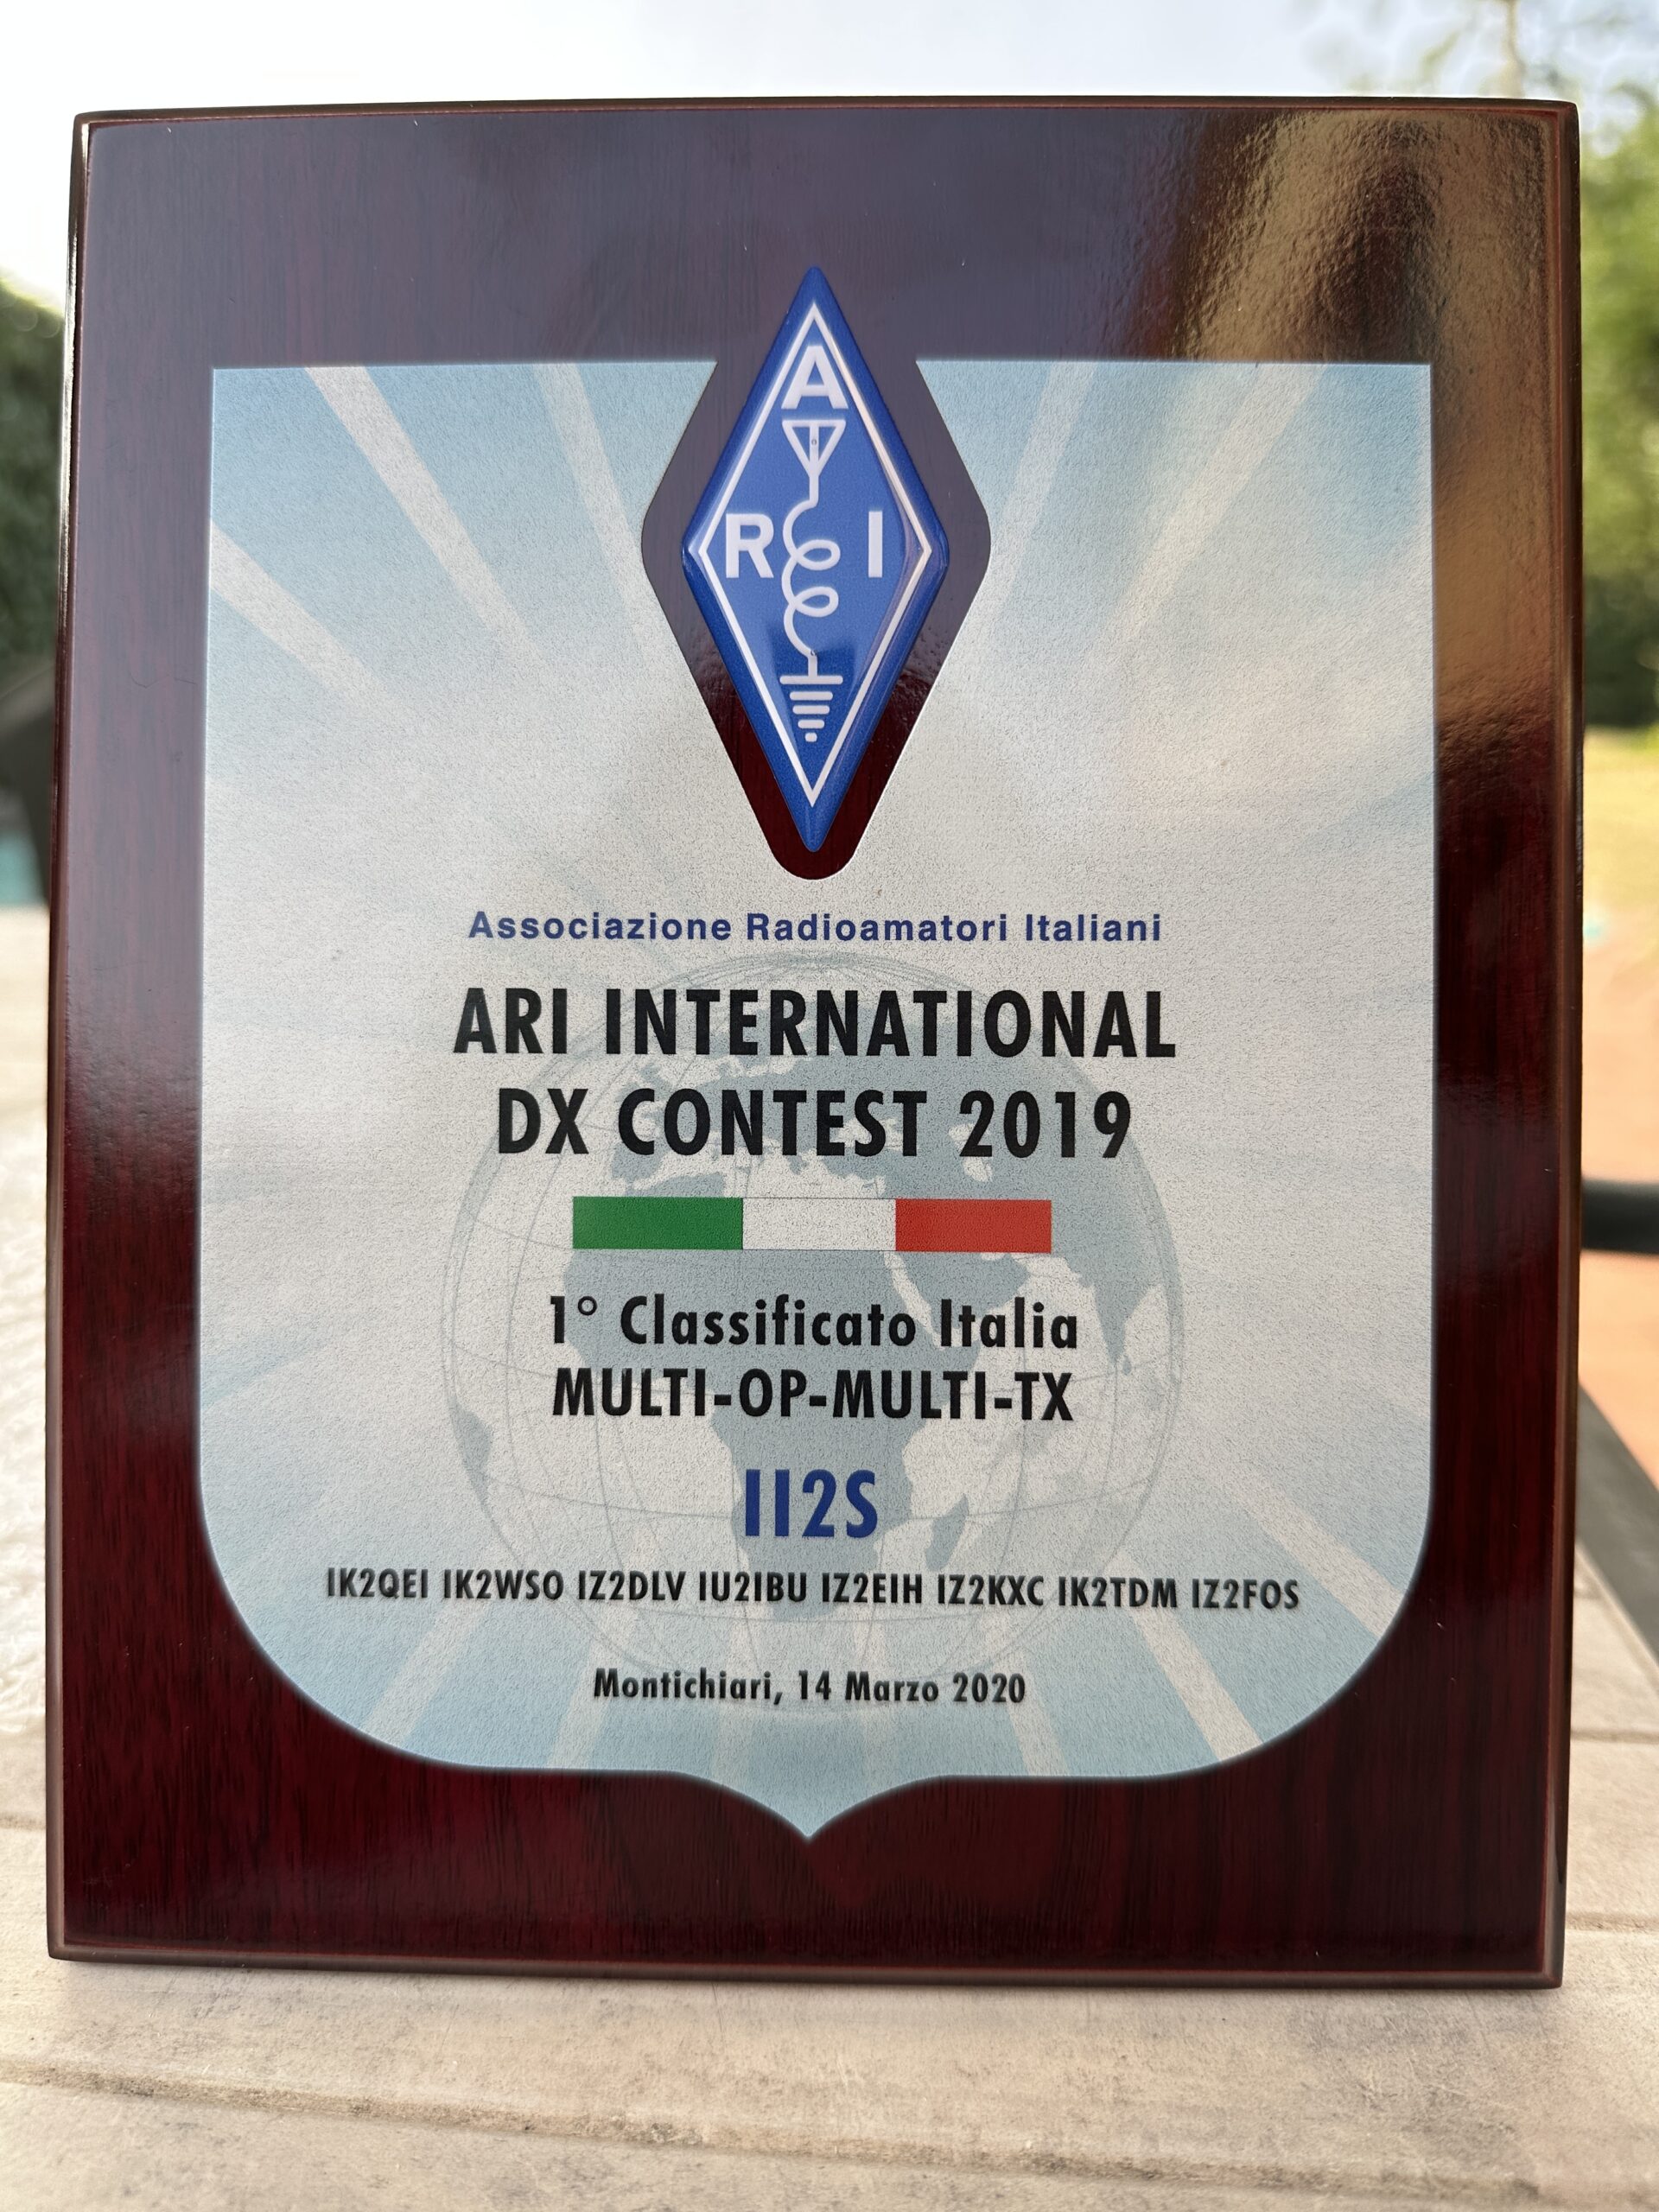 A
R I
Associazione Radioamatori Italiani
ARI INTERNATIONAL
DX CONTEST 2019
1° Classificato Italia
MULTI-OP-MULTI-TX
II2S
IK2QEI IK2WSO IZ2DLV IU2IBU IZ2EIH IZ2KXC IK2TDM IZ2FOS
Montichiari, 14 Marzo 2020